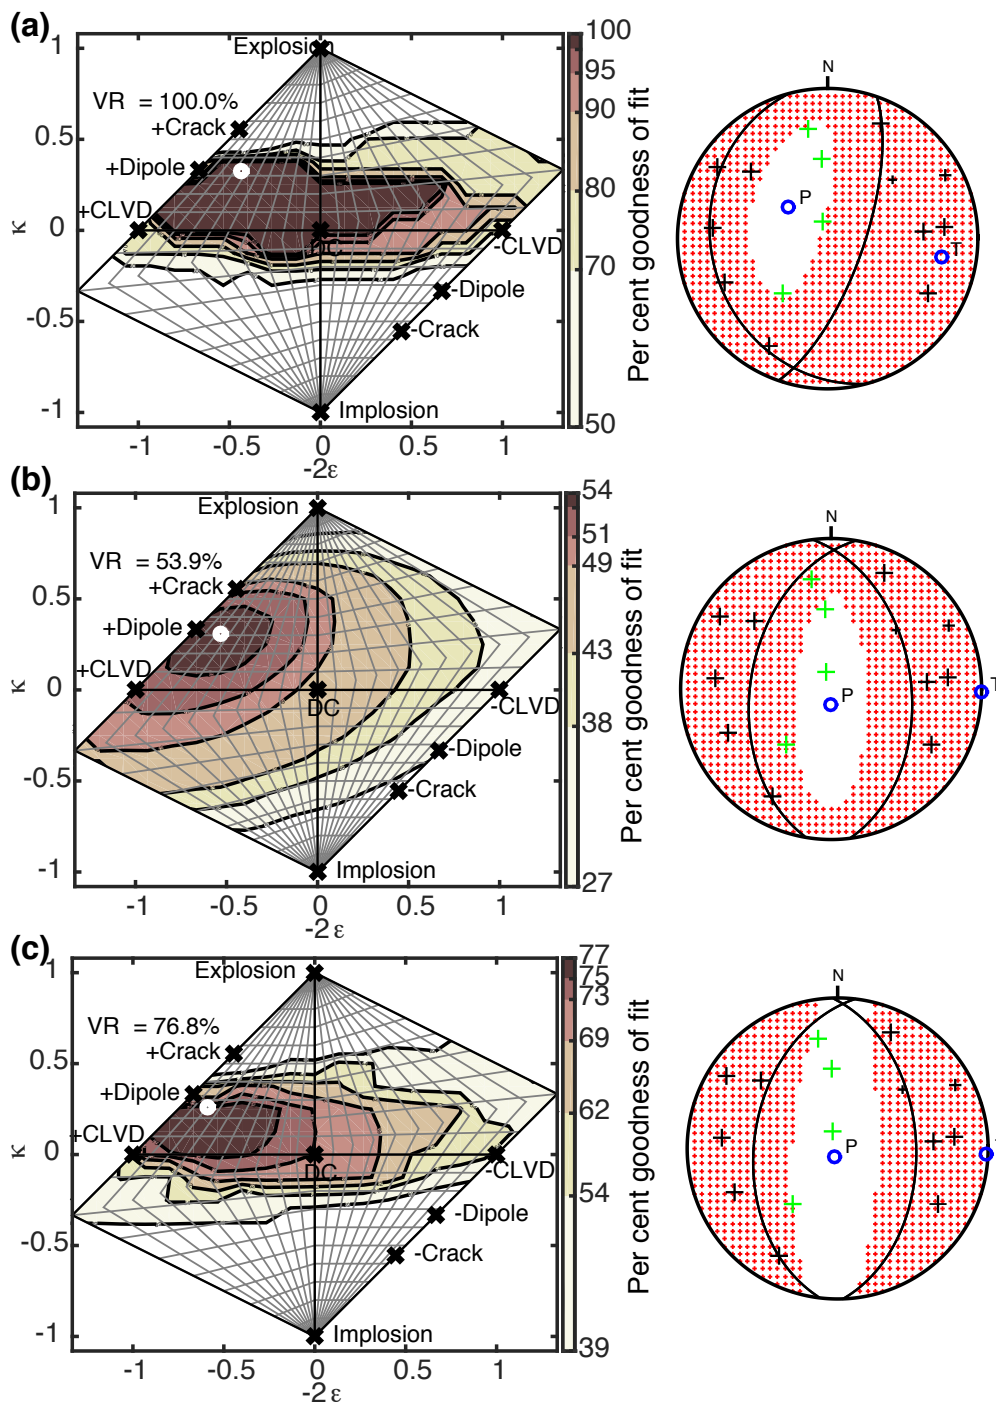 (a)
1
Explosion
VR = 100.0%
+Crack
0.5
+Dipole
+CLVD
κ
0
DC
-CLVD
-Dipole
-0.5
-Crack
-1
Implosion
-1
-0.5
0
0.5
1
-2ε
100
95
90
80
70
50
Per cent goodness of fit
N
P
T
(b)
1
Explosion
VR = 53.9%
+Crack
0.5
+Dipole
+CLVD
κ
0
DC
-CLVD
-Dipole
-0.5
-Crack
-1
Implosion
-1
-0.5
0
0.5
1
-2ε
54
51
49
43
38
27
Per cent goodness of fit
N
P
T
(c)
1
Explosion
VR = 76.8%
+Crack
0.5
+Dipole
+CLVD
κ
0
DC
-CLVD
-Dipole
-0.5
-Crack
-1
Implosion
-1
-0.5
0
0.5
1
-2ε
77
75
73
69
62
54
39
Per cent goodness of fit
N
P